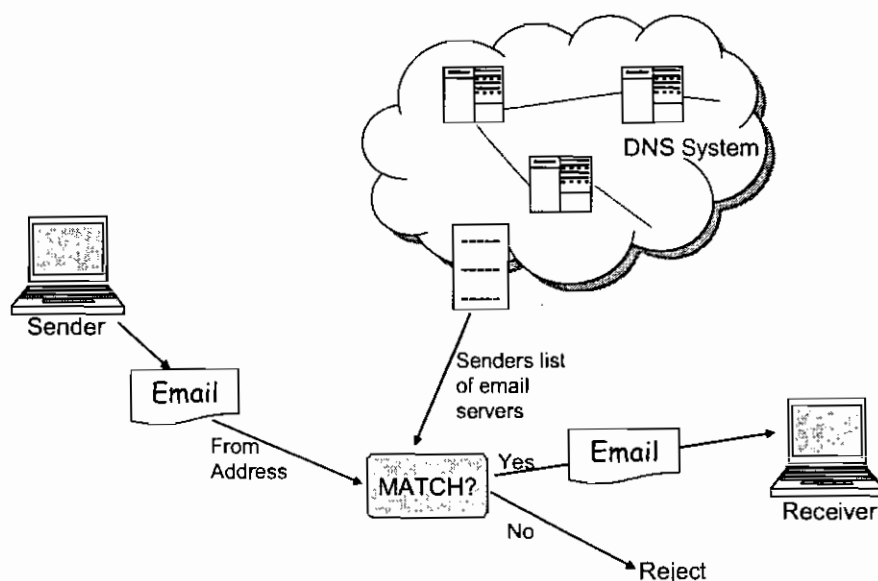 DNS System
Sender
Email
From
Address
Senders list
of email
servers
MATCH?
Yes
Email
No
Receiver
Reject